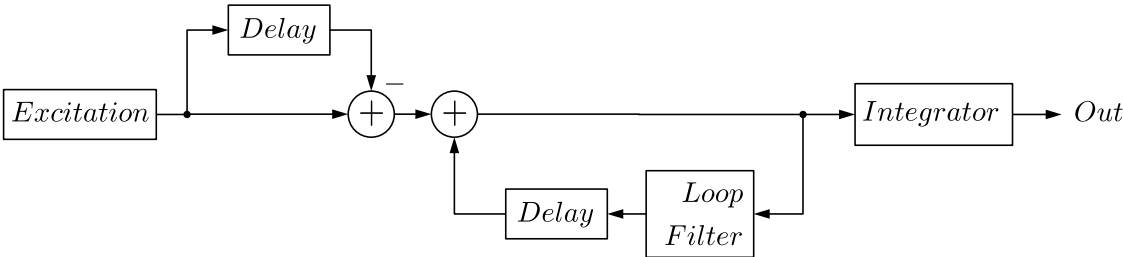 Delay
−
Excitation
+
+
Integrator
Out
Delay
Loop
Filter